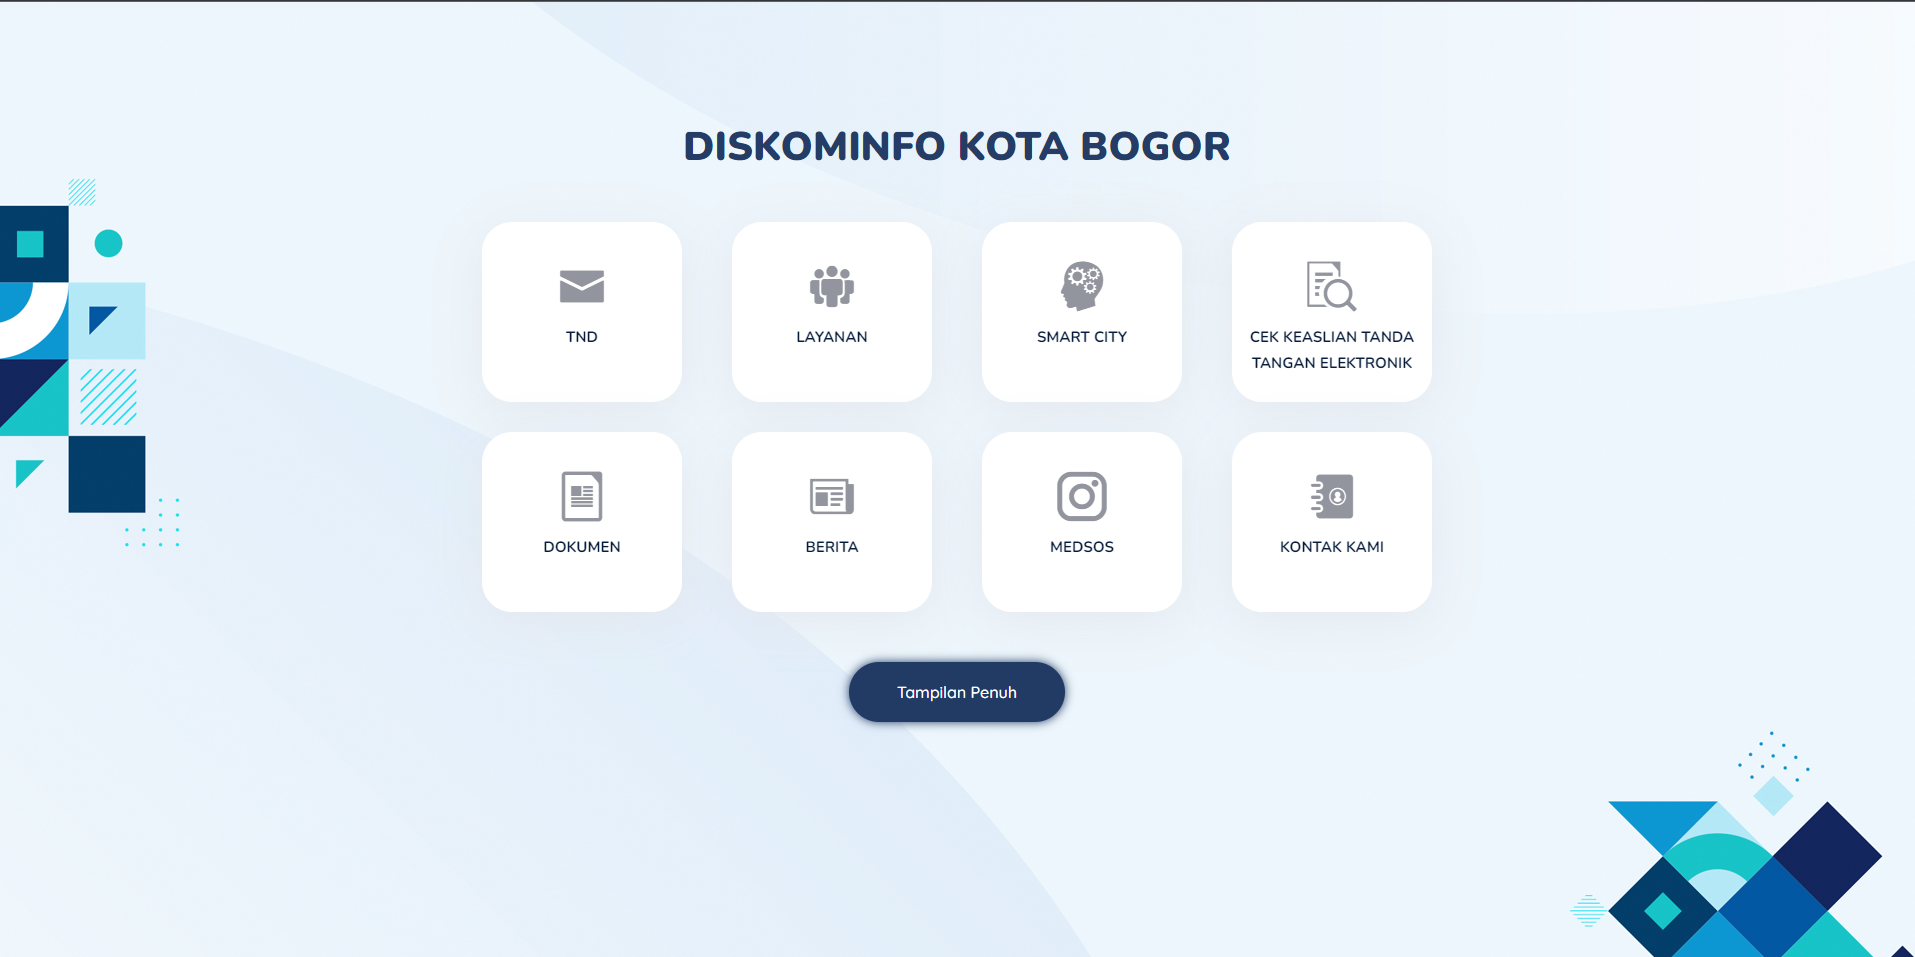 DISKOMINFO KOTA BOGOR
TND
LAYANAN
SMART CITY
CEK KEASLIAN TANDA
TANGAN ELEKTRONIK
DOKUMEN
BERITA
MEDSOS
KONTAK KAMI
Tampilan Penuh